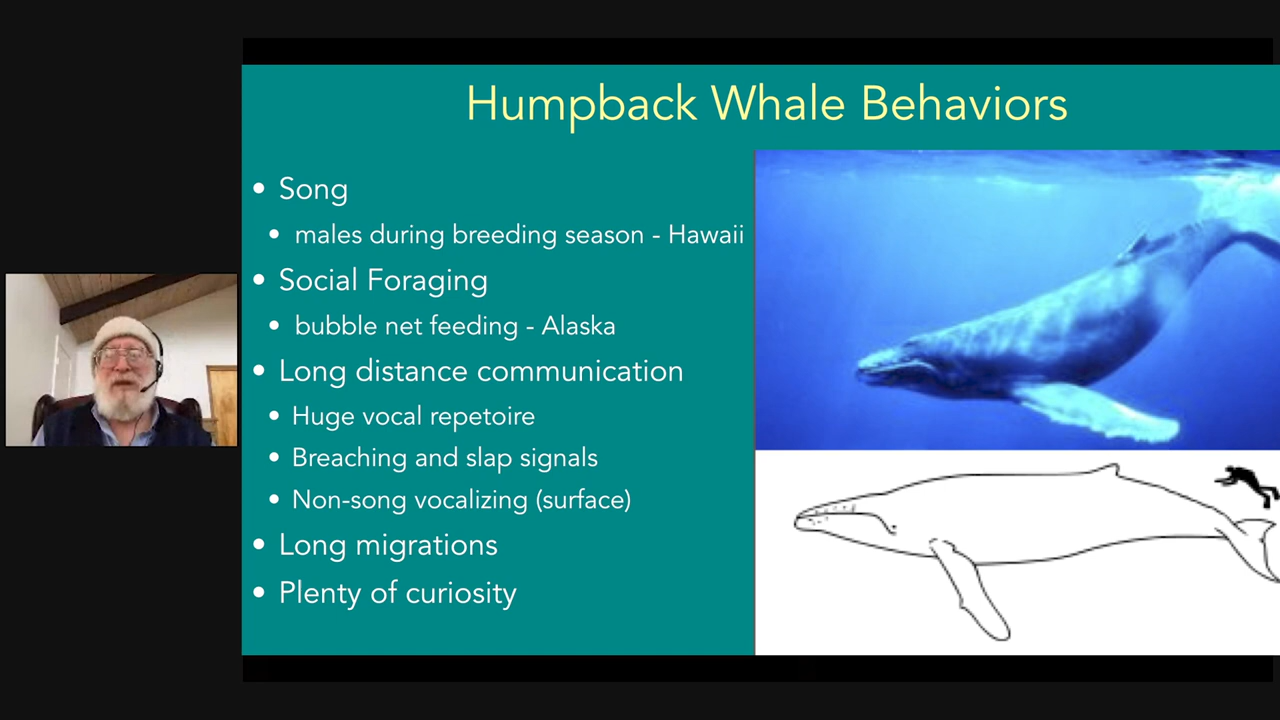 Humpback Whale Behaviors
• Song
• males during breeding season - Hawaii
• Social Foraging
• bubble net feeding - Alaska
• Long distance communication
• Huge vocal repetoire
• Breaching and slap signals
• Non-song vocalizing (surface)
• Long migrations
• Plenty of curiosity